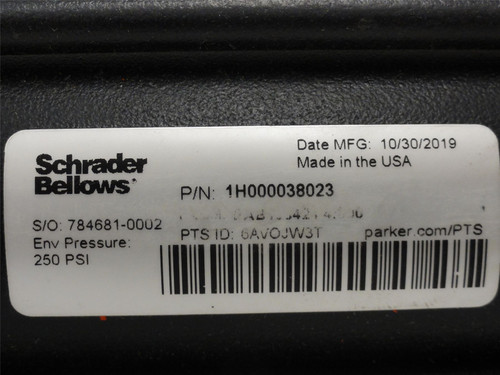 Schrader
Bellows
Date MFG: 10/30/2019
Made in the USA
P/N: 1H000038023
S/O: 784681-0002
Env Pressure:
250 PSI
PTS ID: 6AVOJW3T
parker.com/PTS